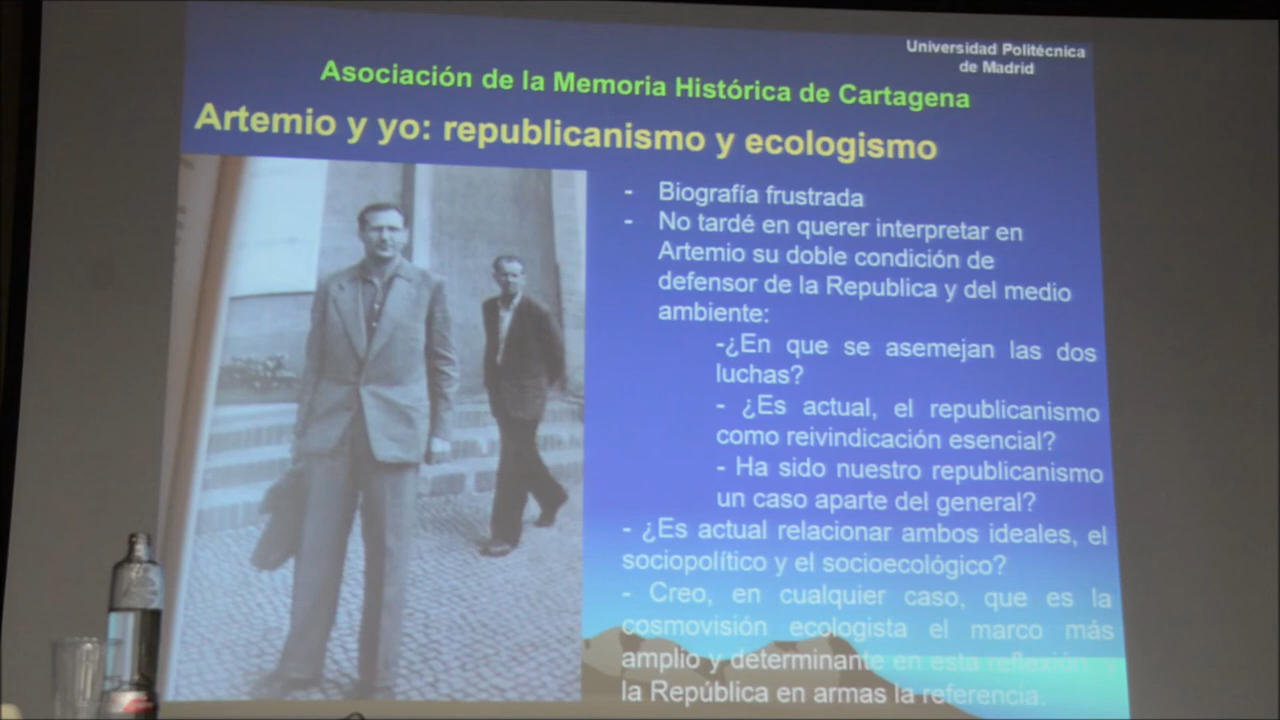 Universidad Politécnica
de Madrid
Asociación de la Memoria Histórica de Cartagena
Artemio y yo: republicanismo y ecologismo
- Biografía frustrada
- No tardé en querer interpretar en
Artemio su doble condición de
defensor de la Republica y del medio
ambiente:
-¿En que se asemejan las dos
luchas?
- ¿Es actual, el republicanismo
como reivindicación esencial?
- Ha sido nuestro republicanismo
un caso aparte del general?
- ¿Es actual relacionar ambos ideales, el
sociopolítico y el socioecológico?
- Creo, en cualquier caso, que es la
cosmovisión ecologista el marco más
amplio y determinante en esta reflexión, y
la República en armas la referencia.